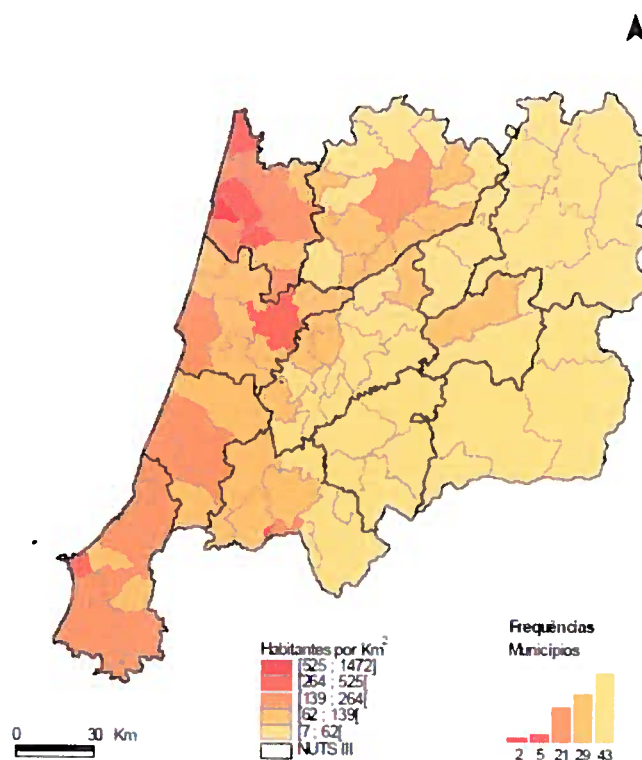 Habitantes por Km²
[525 ; 1472[
[264 ; 525[
[139 ; 264[
[62 ; 139[
[7 ; 62[
NUTS III
Frequências
Municípios
2 5 21 29 43
0 30 Km